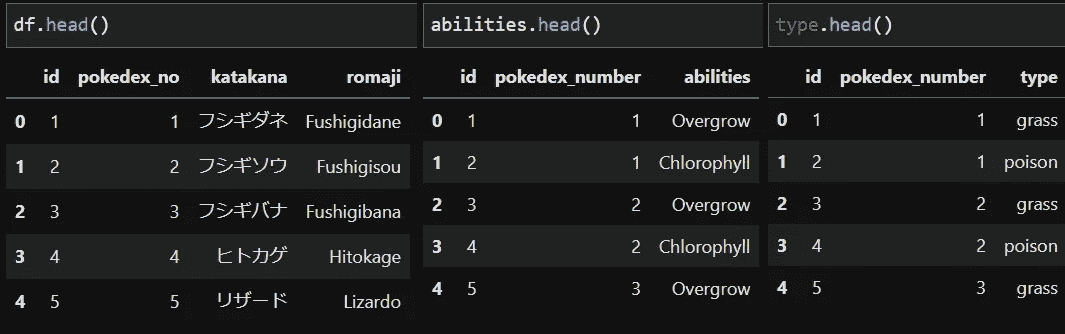 df.head()
id pokedex_no katakana romaji
0 1 1 フシギダネ Fushigidane
1 2 2 フシギソウ Fushigisou
2 3 3 フシギバナ Fushigibana
3 4 4 ヒトカゲ Hitokage
4 5 5 リザード Lizardo
abilities.head()
id pokedex_number abilities
0 1 1 Overgrow
1 2 1 Chlorophyll
2 3 2 Overgrow
3 4 2 Chlorophyll
4 5 3 Overgrow
type.head()
id pokedex_number type
0 1 1 grass
1 2 1 poison
2 3 2 grass
3 4 2 poison
4 5 3 grass